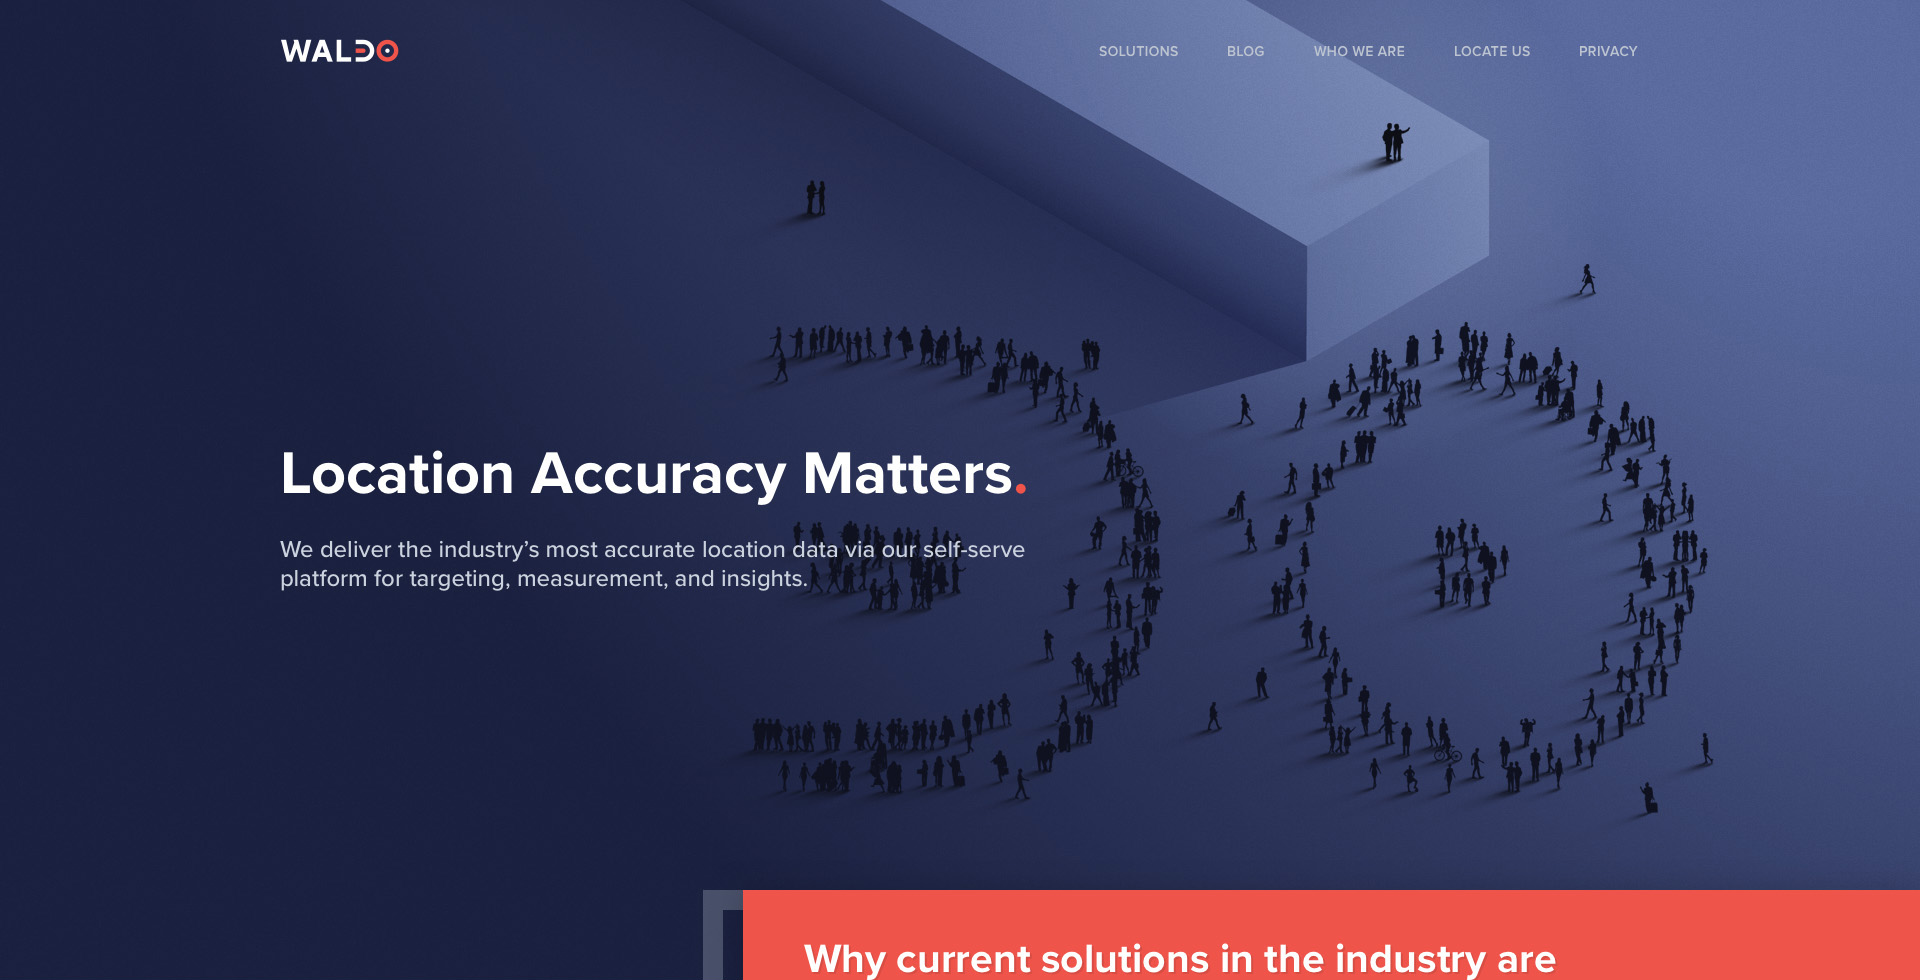 WALDO
SOLUTIONS
BLOG
WHO WE ARE
LOCATE US
PRIVACY
Location Accuracy Matters.
We deliver the industry’s most accurate location data via our self-serve
platform for targeting, measurement, and insights.
Why current solutions in the industry are